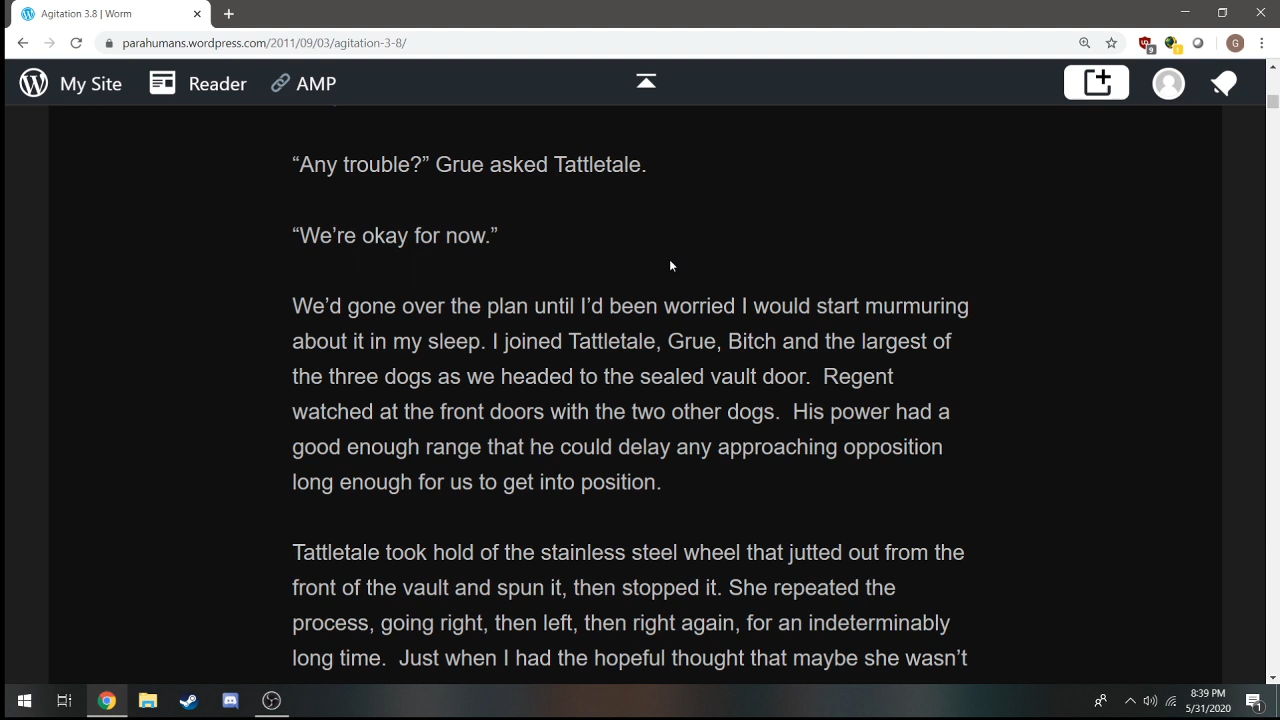 Agitation 3.8 | Worm
parahumans.wordpress.com/2011/09/03/agitation-3-8/
9
1
G
My Site
Reader
AMP
“Any trouble?” Grue asked Tattletale.
“We’re okay for now.”
We’d gone over the plan until I’d been worried I would start murmuring
about it in my sleep. I joined Tattletale, Grue, Bitch and the largest of
the three dogs as we headed to the sealed vault door.  Regent
watched at the front doors with the two other dogs.  His power had a
good enough range that he could delay any approaching opposition
long enough for us to get into position.
Tattletale took hold of the stainless steel wheel that jutted out from the
front of the vault and spun it, then stopped it. She repeated the
process, going right, then left, then right again, for an indeterminably
long time.  Just when I had the hopeful thought that maybe she wasn’t
8:39 PM
5/31/2020
1